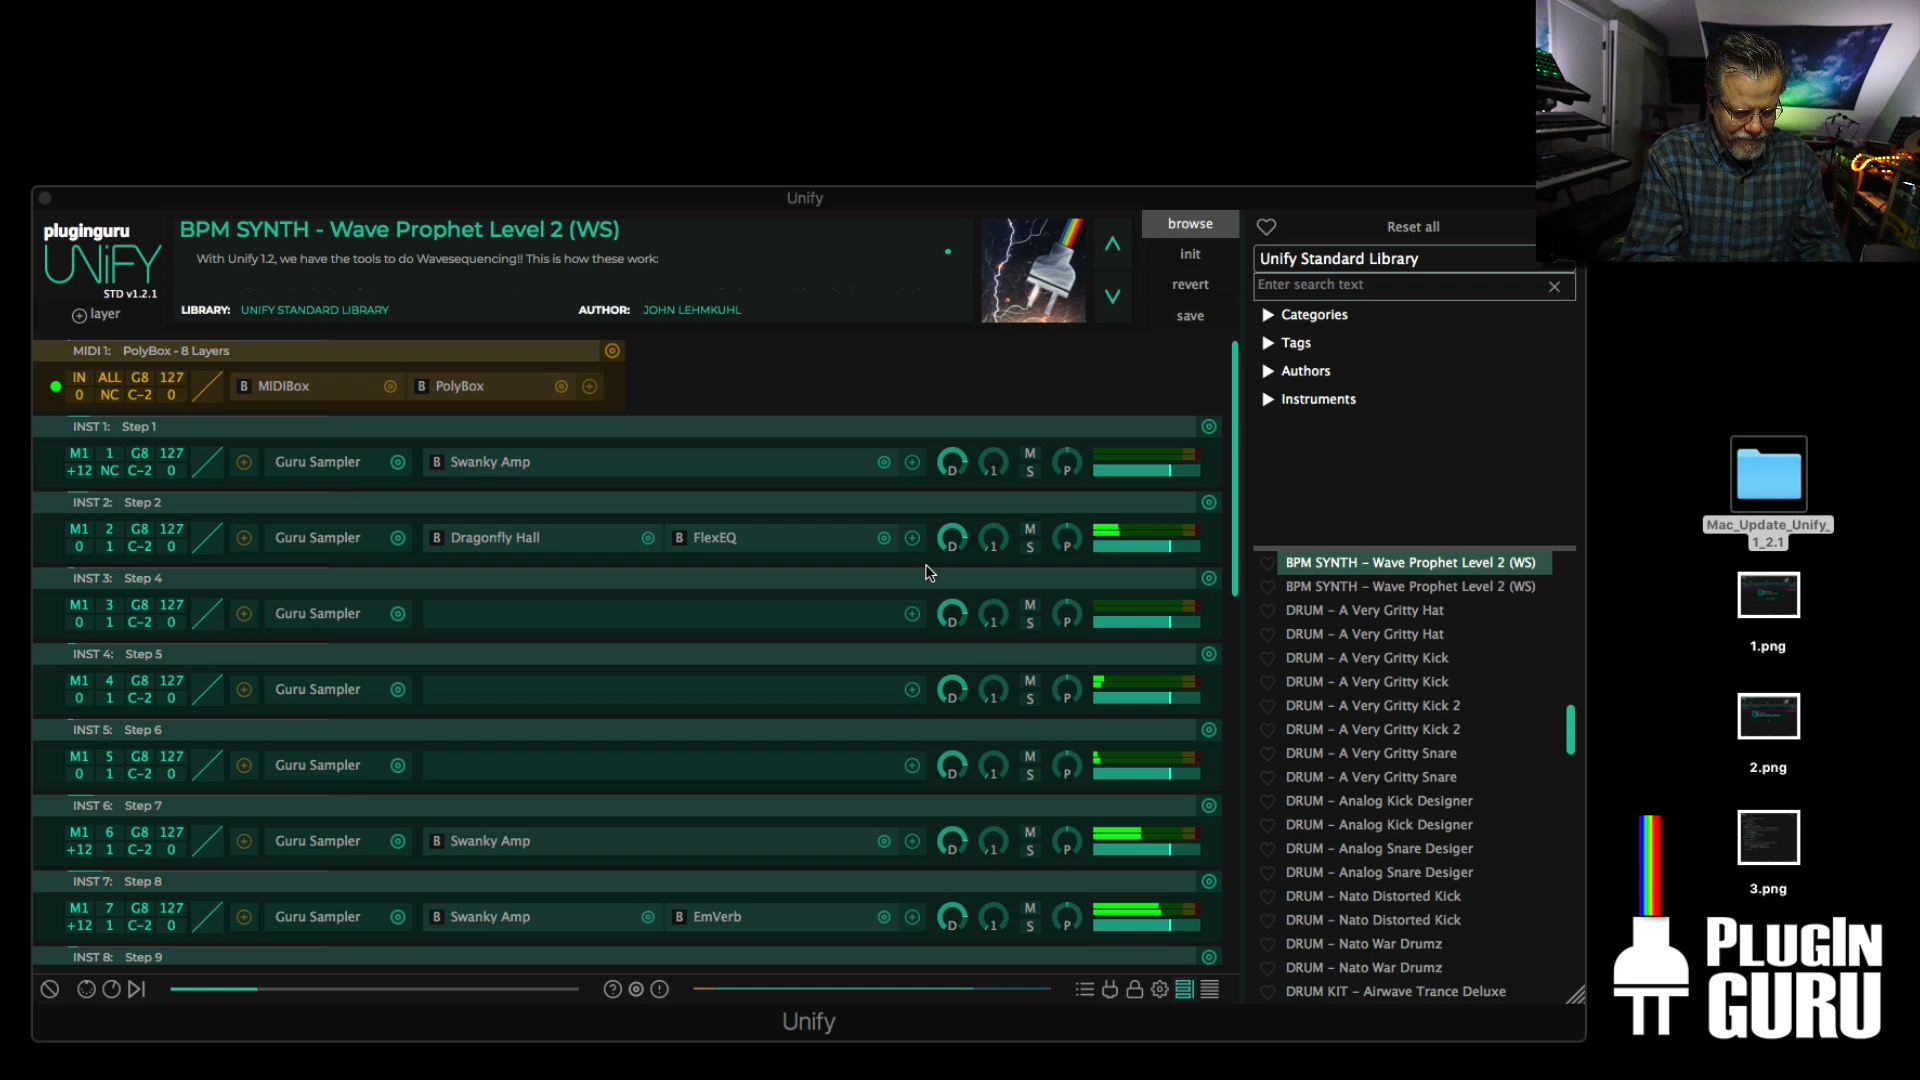 Unify
pluginguru
UNiFY
STD v1.2.1
layer
BPM SYNTH - Wave Prophet Level 2 (WS)
With Unify 1.2, we have the tools to do Wavesequencing!! This is how these work:
LIBRARY: UNIFY STANDARD LIBRARY
AUTHOR: JOHN LEHMKUHL
browse
init
revert
save
Reset all
Unify Standard Library
Enter search text
Categories
Tags
Authors
Instruments
MIDI 1: PolyBox - 8 Layers
IN ALL G8 127
0 NC C-2 0
B MIDIBox
B PolyBox
INST 1: Step 1
M1 1 G8 127
+12 NC C-2 0
Guru Sampler
B Swanky Amp
D 1 M S P
INST 2: Step 2
M1 2 G8 127
0 1 C-2 0
Guru Sampler
B Dragonfly Hall
B FlexEQ
D 1 M S P
INST 3: Step 4
M1 3 G8 127
0 1 C-2 0
Guru Sampler
D 1 M S P
INST 4: Step 5
M1 4 G8 127
0 1 C-2 0
Guru Sampler
D 1 M S P
INST 5: Step 6
M1 5 G8 127
0 1 C-2 0
Guru Sampler
D 1 M S P
INST 6: Step 7
M1 6 G8 127
+12 1 C-2 0
Guru Sampler
B Swanky Amp
D 1 M S P
INST 7: Step 8
M1 7 G8 127
+12 1 C-2 0
Guru Sampler
B Swanky Amp
B EmVerb
D 1 M S P
INST 8: Step 9
BPM SYNTH – Wave Prophet Level 2 (WS)
BPM SYNTH – Wave Prophet Level 2 (WS)
DRUM – A Very Gritty Hat
DRUM – A Very Gritty Hat
DRUM – A Very Gritty Kick
DRUM – A Very Gritty Kick
DRUM – A Very Gritty Kick 2
DRUM – A Very Gritty Kick 2
DRUM – A Very Gritty Snare
DRUM – A Very Gritty Snare
DRUM – Analog Kick Designer
DRUM – Analog Kick Designer
DRUM – Analog Snare Desiger
DRUM – Analog Snare Desiger
DRUM – Nato Distorted Kick
DRUM – Nato Distorted Kick
DRUM – Nato War Drumz
DRUM – Nato War Drumz
DRUM KIT – Airwave Trance Deluxe
Unify
Mac_Update_Unify_
1_2.1
1.png
2.png
3.png
PLUGIN
GURU